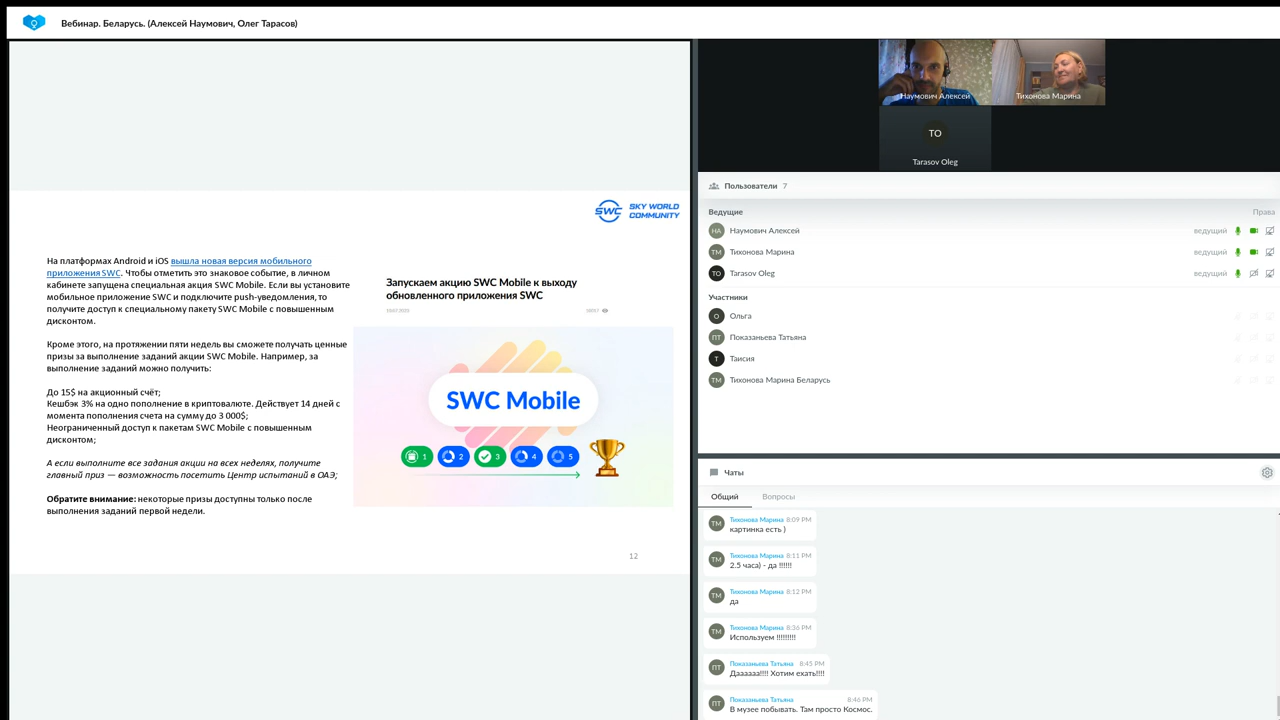 Вебинар. Беларусь. (Алексей Наумович, Олег Тарасов)
SWC SKY WORLD COMMUNITY
На платформах Android и iOS вышла новая версия мобильного
приложения SWC. Чтобы отметить это знаковое событие, в личном
кабинете запущена специальная акция SWC Mobile. Если вы установите
мобильное приложение SWC и подключите push-уведомления, то
получите доступ к специальному пакету SWC Mobile с повышенным
дисконтом.
Кроме этого, на протяжении пяти недель вы сможете получать ценные
призы за выполнение заданий акции SWC Mobile. Например, за
выполнение заданий можно получить:
До 15$ на акционный счёт;
Кешбэк 3% на одно пополнение в криптовалюте. Действует 14 дней с
момента пополнения счета на сумму до 3 000$;
Неограниченный доступ к пакетам SWC Mobile с повышенным
дисконтом;
А если выполните все задания акции на всех неделях, получите
главный приз — возможность посетить Центр испытаний в ОАЭ;
Обратите внимание: некоторые призы доступны только после
выполнения заданий первой недели.
Запускаем акцию SWC Mobile к выходу
обновленного приложения SWC
SWC Mobile
1 2 3 4 5
12
Наумович Алексей
Тихонова Марина
TO
Tarasov Oleg
Пользователи 7
Ведущие Права
НА Наумович Алексей ведущий
ТМ Тихонова Марина ведущий
TO Tarasov Oleg ведущий
Участники
О Ольга
ПТ Показаньева Татьяна
Т Таисия
ТМ Тихонова Марина Беларусь
Чаты
Общий Вопросы
ТМ Тихонова Марина 8:09 PM
картинка есть )
ТМ Тихонова Марина 8:11 PM
2.5 часа) - да !!!!!!
ТМ Тихонова Марина 8:12 PM
да
ТМ Тихонова Марина 8:36 PM
Используем !!!!!!!!!
ПТ Показаньева Татьяна 8:45 PM
Даааааа!!!! Хотим ехать!!!!
ПТ Показаньева Татьяна 8:46 PM
В музее побывать. Там просто Космос.